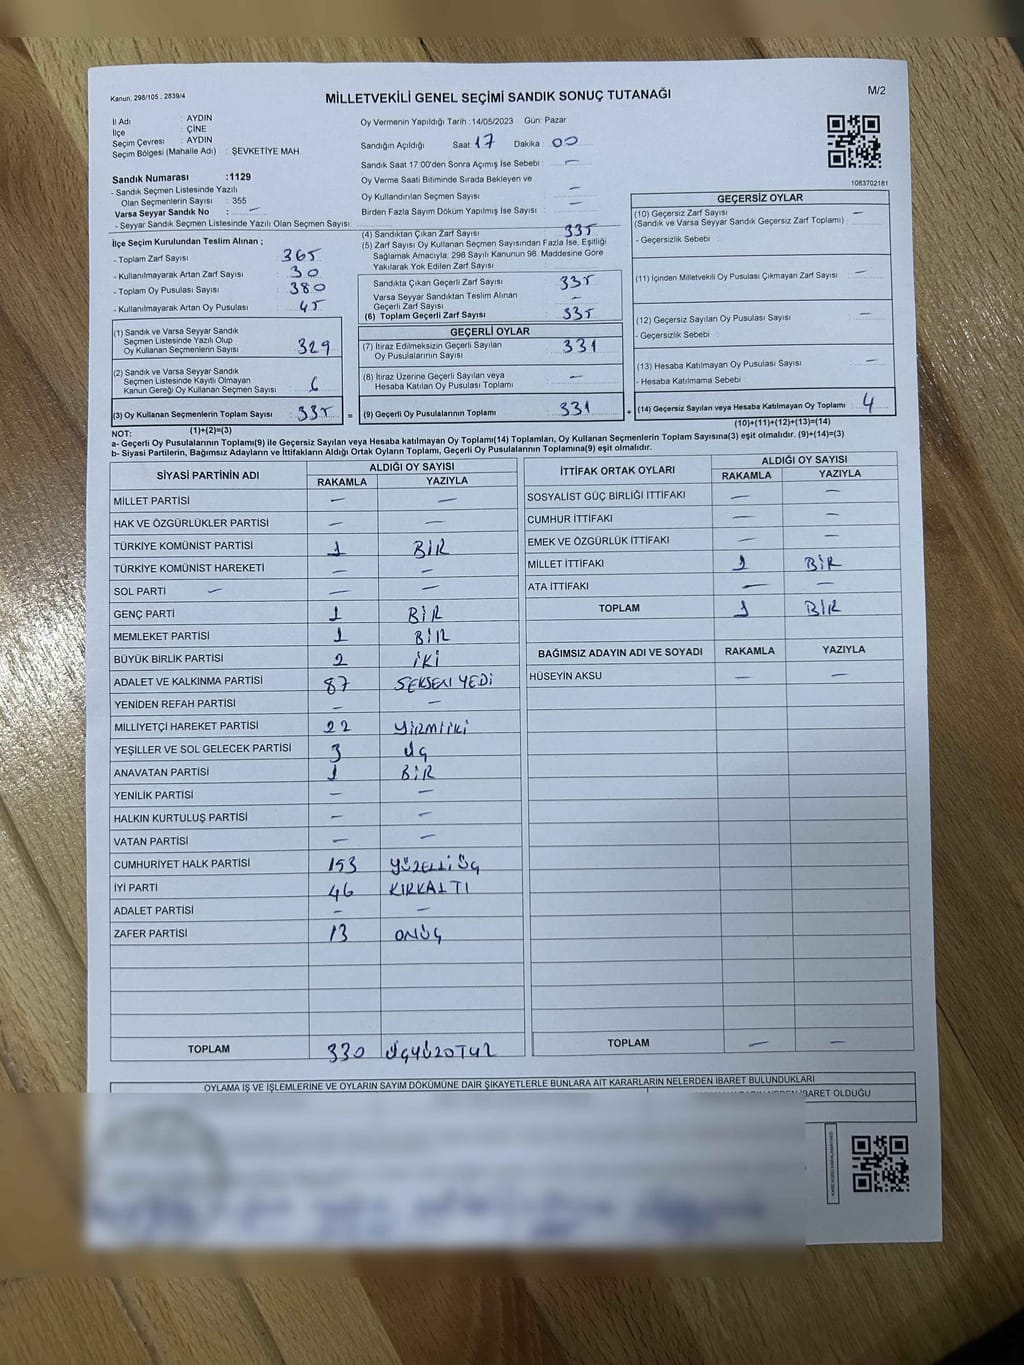 Kanun: 298/105 , 2839/4
MİLLETVEKİLİ GENEL SEÇİMİ SANDIK SONUÇ TUTANAĞI
M/2
İl Adı : AYDIN
İlçe : ÇİNE
Seçim Çevresi : AYDIN
Seçim Bölgesi (Mahalle Adı) : ŞEVKETİYE MAH.
Sandık Numarası :1129
- Sandık Seçmen Listesinde Yazılı
Olan Seçmenlerin Sayısı : 355
Varsa Seyyar Sandık No : —
- Seyyar Sandık Seçmen Listesinde Yazılı Olan Seçmen Sayısı:
İlçe Seçim Kurulundan Teslim Alınan ;
- Toplam Zarf Sayısı : 365
- Kullanılmayarak Artan Zarf Sayısı : 30
- Toplam Oy Pusulası Sayısı : 380
- Kullanılmayarak Artan Oy Pusulası : 45
(1) Sandık ve Varsa Seyyar Sandık
Seçmen Listesinde Yazılı Olup
Oy Kullanan Seçmenlerin Sayısı : 329
(2) Sandık ve Varsa Seyyar Sandık
Seçmen Listesinde Kayıtlı Olmayan
Kanun Gereği Oy Kullanan Seçmen Sayısı : 6
(3) Oy Kullanan Seçmenlerin Toplam Sayısı : 335 =
(1)+(2)=(3)
Oy Vermenin Yapıldığı Tarih :14/05/2023 Gün: Pazar
Sandığın Açıldığı Saat: 17 Dakika : 00
Sandık Saat 17:00'den Sonra Açımış İse Sebebi : —
Oy Verme Saati Bitiminde Sırada Bekleyen ve
Oy Kullandırılan Seçmen Sayısı : —
Birden Fazla Sayım Döküm Yapılmış İse Sayısı : —
(4) Sandıktan Çıkan Zarf Sayısı : 335
(5) Zarf Sayısı Oy Kullanan Seçmen Sayısından Fazla İse, Eşitliği
Sağlamak Amacıyla, 298 Sayılı Kanunun 98. Maddesine Göre
Yakılarak Yok Edilen Zarf Sayısı :
Sandıkta Çıkan Geçerli Zarf Sayısı : 335
Varsa Seyyar Sandıktan Teslim Alınan
Geçerli Zarf Sayısı : —
(6) Toplam Geçerli Zarf Sayısı : 335
GEÇERLİ OYLAR
(7) İtiraz Edilmeksizin Geçerli Sayılan
Oy Pusulalarının Sayısı : 331
(8) İtiraz Üzerine Geçerli Sayılan veya
Hesaba Katılan Oy Pusulası Toplamı : —
(9) Geçerli Oy Pusulalarının Toplamı : 331 +
1083702181
GEÇERSİZ OYLAR
(10) Geçersiz Zarf Sayısı : —
(Sandık ve Varsa Seyyar Sandık Geçersiz Zarf Toplamı)
- Geçersizlik Sebebi :
(11) İçinden Milletvekili Oy Pusulası Çıkmayan Zarf Sayısı : —
(12) Geçersiz Sayılan Oy Pusulası Sayısı : —
- Geçersizlik Sebebi :
(13) Hesaba Katılmayan Oy Pusulası Sayısı : —
- Hesaba Katılmama Sebebi :
(14) Geçersiz Sayılan veya Hesaba Katılmayan Oy Toplamı : 4
(10)+(11)+(12)+(13)=(14)
NOT:
a- Geçerli Oy Pusulalarının Toplamı(9) ile Geçersiz Sayılan veya Hesaba katılmayan Oy Toplamı(14) Toplamları, Oy Kullanan Seçmenlerin Toplam Sayısına(3) eşit olmalıdır. (9)+(14)=(3)
b- Siyasi Partilerin, Bağımsız Adayların ve İttifakların Aldığı Ortak Oyların Toplamı, Geçerli Oy Pusulalarının Toplamına(9) eşit olmalıdır.
SİYASİ PARTİNİN ADI ALDIĞI OY SAYISI
RAKAMLA YAZIYLA
MİLLET PARTİSİ — —
HAK VE ÖZGÜRLÜKLER PARTİSİ — —
TÜRKİYE KOMÜNİST PARTİSİ 1 BİR
TÜRKİYE KOMÜNİST HAREKETİ — —
SOL PARTİ — — —
GENÇ PARTİ 1 BİR
MEMLEKET PARTİSİ 1 BİR
BÜYÜK BİRLİK PARTİSİ 2 İKİ
ADALET VE KALKINMA PARTİSİ 87 SEKSEN YEDİ
YENİDEN REFAH PARTİSİ — —
MİLLİYETÇİ HAREKET PARTİSİ 22 YİRMİİKİ
YEŞİLLER VE SOL GELECEK PARTİSİ 3 ÜÇ
ANAVATAN PARTİSİ 1 BİR
YENİLİK PARTİSİ — —
HALKIN KURTULUŞ PARTİSİ — —
VATAN PARTİSİ — —
CUMHURİYET HALK PARTİSİ 153 YÜZELLİÜÇ
İYİ PARTİ 46 KIRKALTI
ADALET PARTİSİ — —
ZAFER PARTİSİ 13 ONÜÇ
TOPLAM 330 ÜÇYÜZOTUZ
İTTİFAK ORTAK OYLARI ALDIĞI OY SAYISI
RAKAMLA YAZIYLA
SOSYALİST GÜÇ BİRLİĞİ İTTİFAKI — —
CUMHUR İTTİFAKI — —
EMEK VE ÖZGÜRLÜK İTTİFAKI — —
MİLLET İTTİFAKI 1 BİR
ATA İTTİFAKI — —
TOPLAM 1 BİR
BAĞIMSIZ ADAYIN ADI VE SOYADI RAKAMLA YAZIYLA
HÜSEYİN AKSU — —
TOPLAM — —
OYLAMA İŞ VE İŞLEMLERİNE VE OYLARIN SAYIM DÖKÜMÜNE DAİR ŞİKAYETLERLE BUNLARA AİT KARARLARIN NELERDEN İBARET BULUNDUKLARI
İBARET OLDUĞU